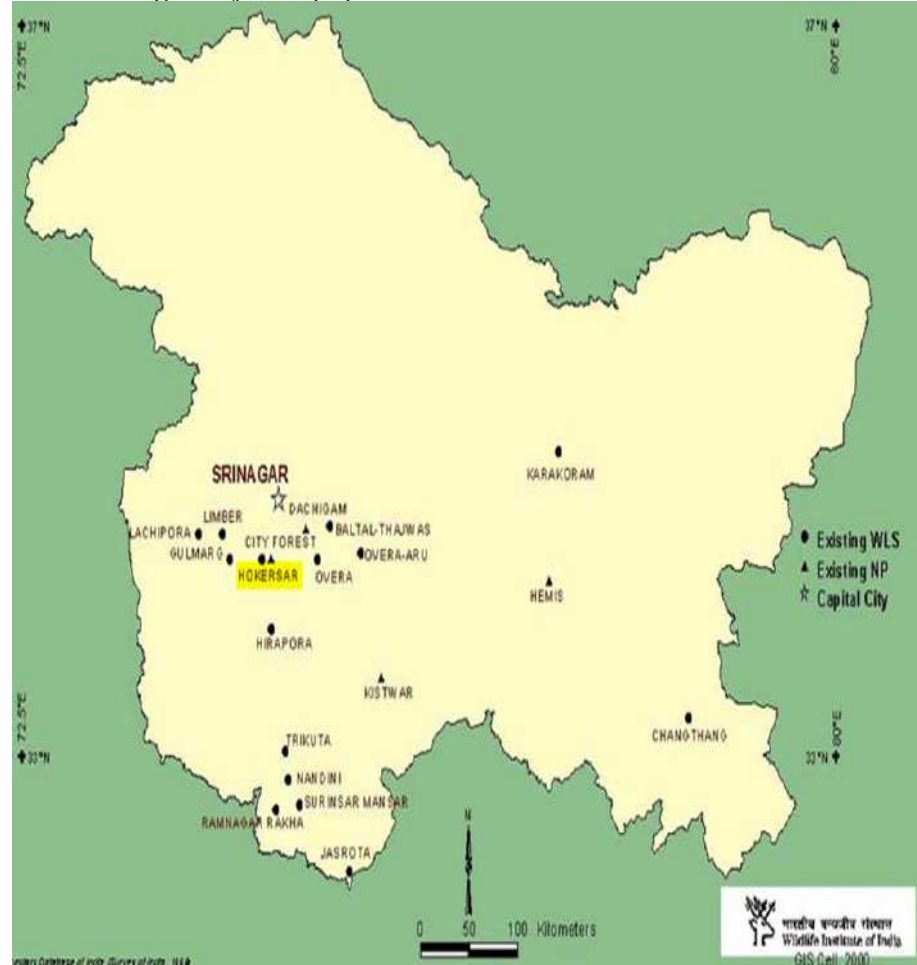 37°N
72.5°E
37°N
80°E
SRINAGAR
DACHIGAM
LIMBER
LACHIPORA
BALTAL-THAJWAS
CITY FOREST
GULMARG
OVERA-ARU
HOKERSAR
OVERA
KARAKORAM
Existing WLS
Existing NP
Capital City
HEMIS
HIRAPORA
KISTWAR
CHANGTHANG
72.5°E
33°N
80°E
33°N
TRIKUTA
NANDINI
SURINSAR MANSAR
RAMNAGAR RAKHA
JASROTA
N
0 50 100 Kilometers
भारतीय वन्यजीव संस्थान
Wildlife Institute of India
GIS Cell, 2000